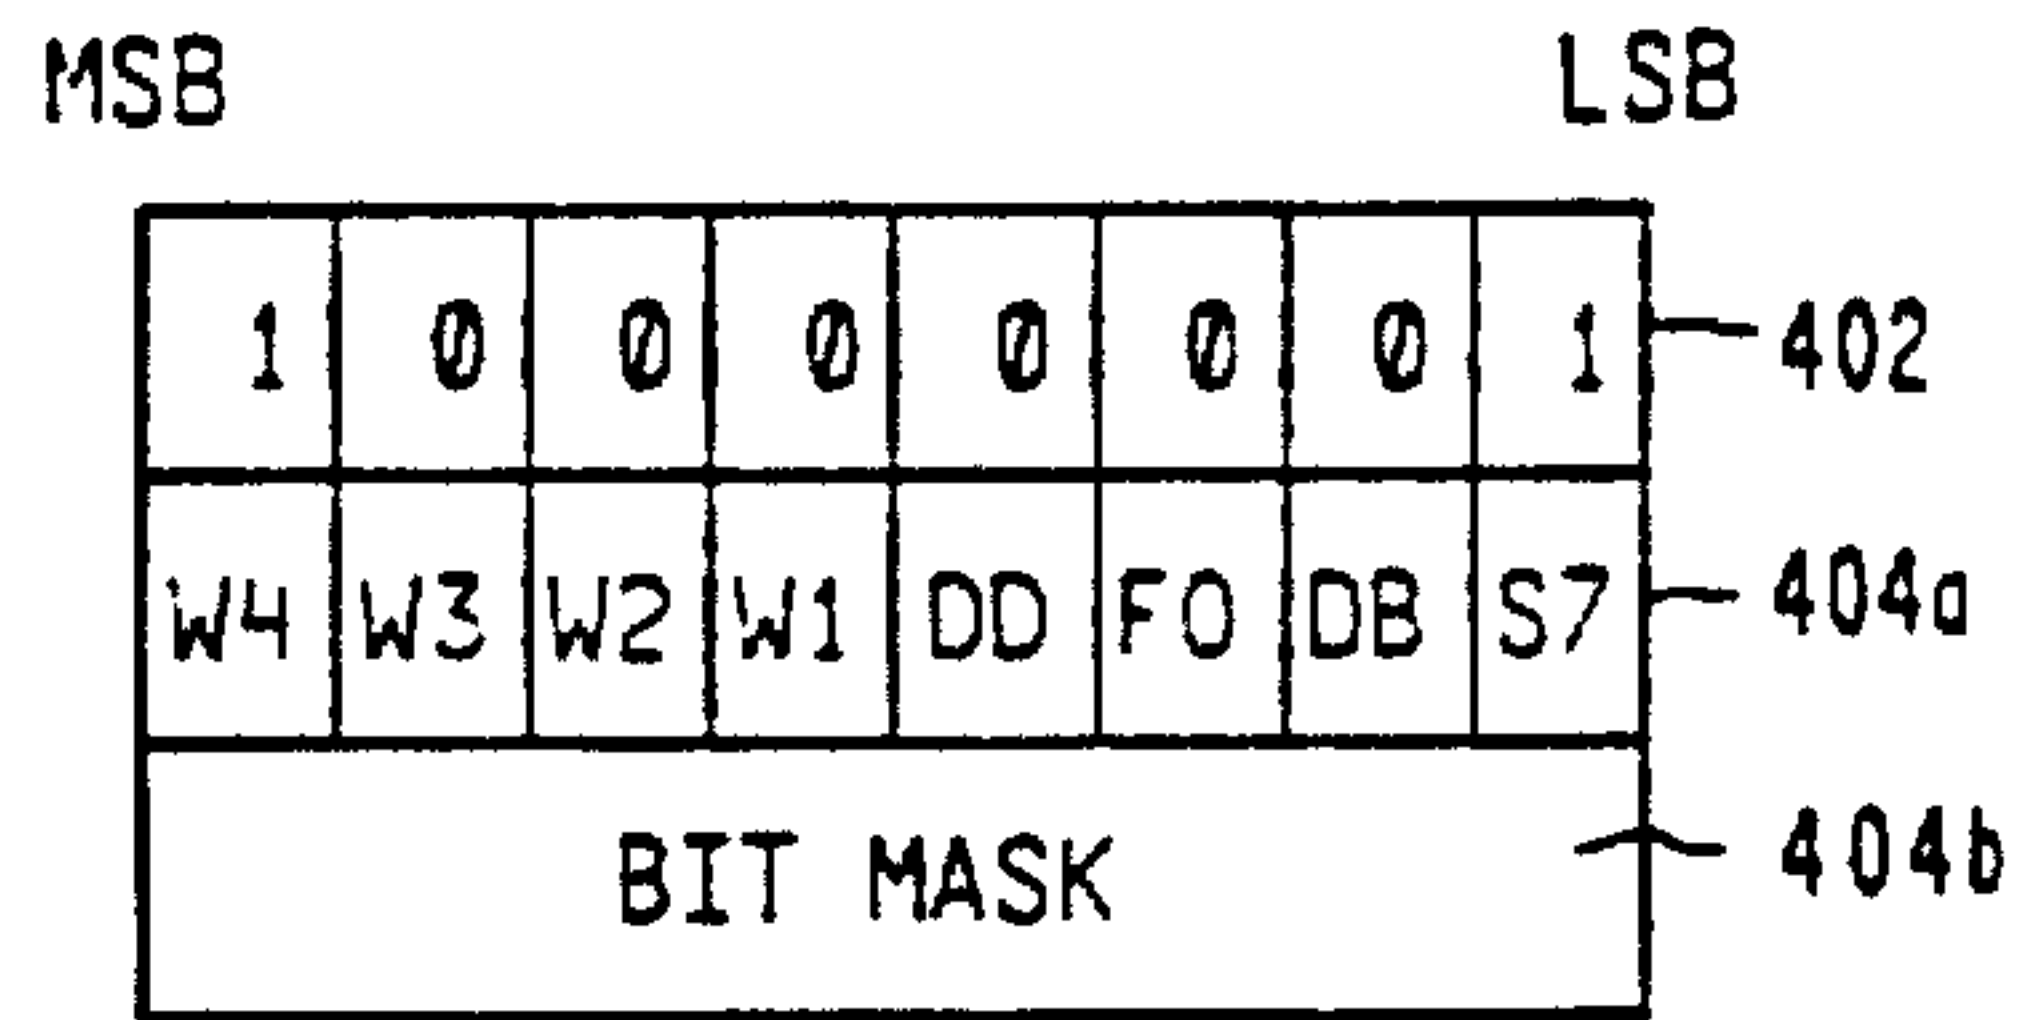 MSB LSB
1 0 0 0 0 0 0 1 402
W4 W3 W2 W1 DD FO DB S7 404a
BIT MASK 404b